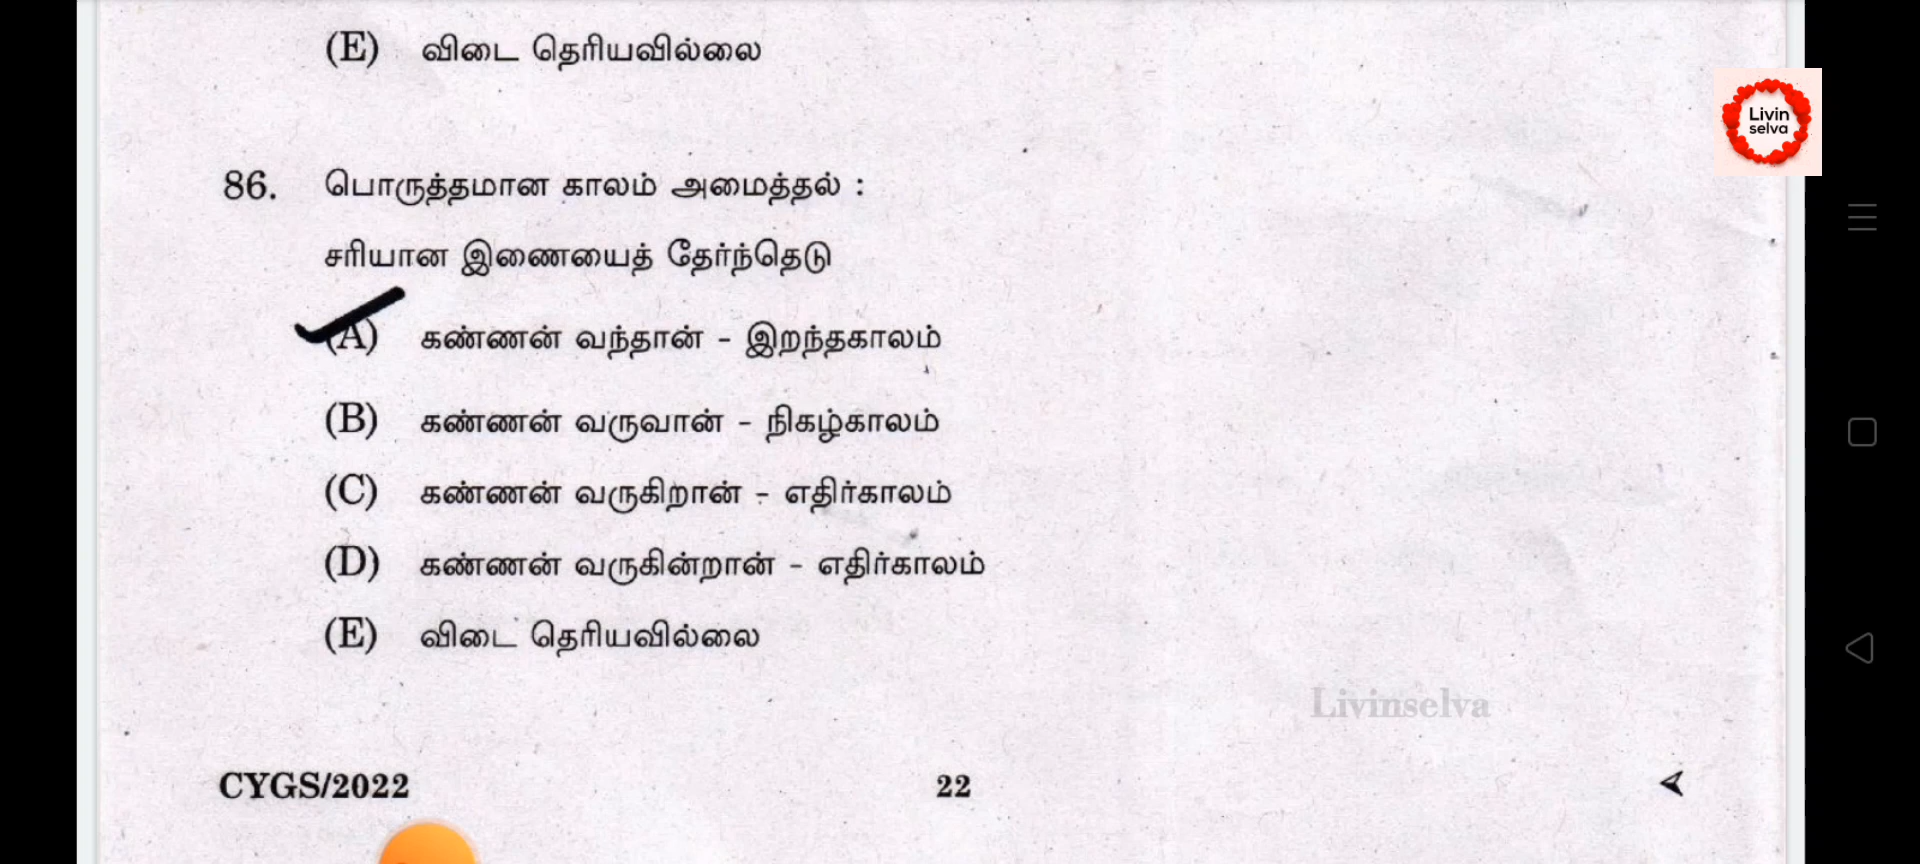 (E) விடை தெரியவில்லை
Livin
selva
86. பொருத்தமான காலம் அமைத்தல் :
சரியான இணையைத் தேர்ந்தெடு
(A) கண்ணன் வந்தான் - இறந்தகாலம்
(B) கண்ணன் வருவான் - நிகழ்காலம்
(C) கண்ணன் வருகிறான் - எதிர்காலம்
(D) கண்ணன் வருகின்றான் - எதிர்காலம்
(E) விடை தெரியவில்லை
Livinselva
CYGS/2022 22